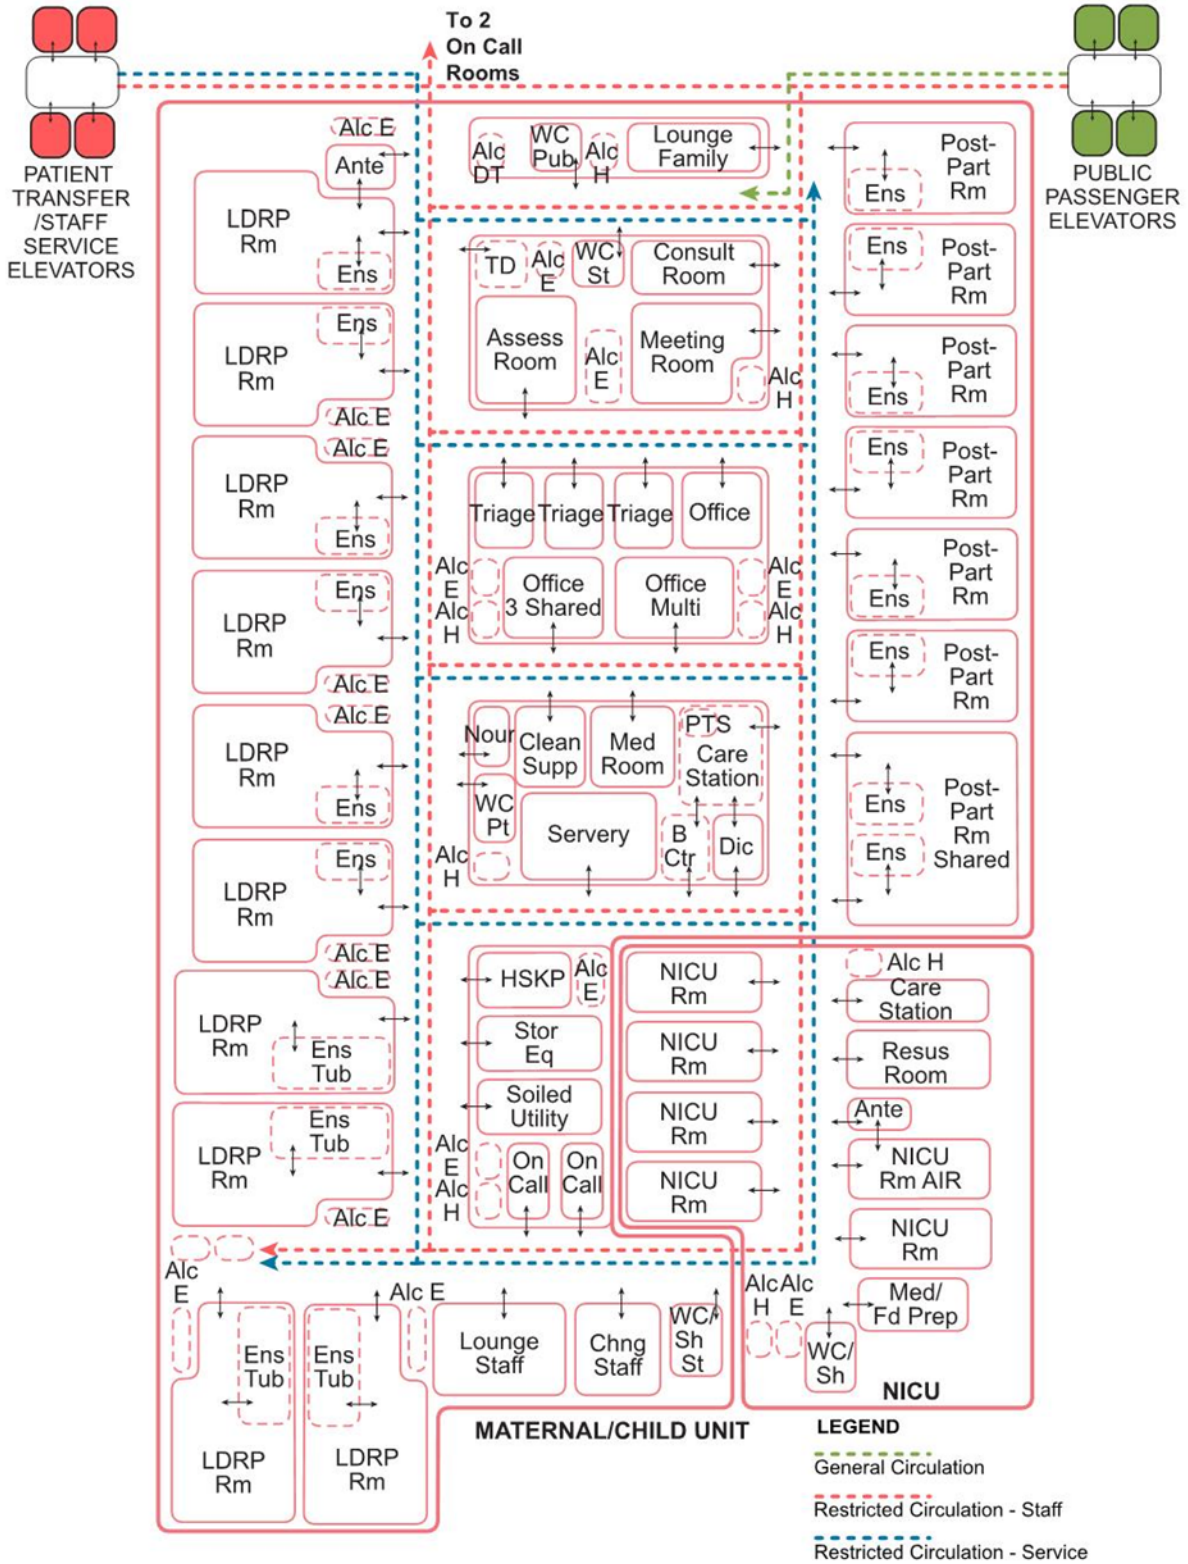 To 2
On Call
Rooms
PATIENT
TRANSFER
/STAFF
SERVICE
ELEVATORS
PUBLIC
PASSENGER
ELEVATORS
Alc E
Ante
LDRP
Rm
Ens
Ens
LDRP
Rm
Alc E
Alc E
LDRP
Rm
Ens
Ens
LDRP
Rm
Alc E
Alc E
LDRP
Rm
Ens
Ens
LDRP
Rm
Alc E
Alc E
LDRP
Rm
Ens
Tub
Ens
Tub
LDRP
Rm
Alc E
Alc
E
Ens
Tub
LDRP
Rm
Alc E
Ens
Tub
LDRP
Rm
Alc
DT
WC
Pub
Alc
H
Lounge
Family
TD
Alc
E
WC
St
Consult
Room
Assess
Room
Alc
E
Meeting
Room
Alc
H
Triage
Triage
Triage
Office
Alc
E
Alc
H
Office
3 Shared
Office
Multi
Alc
E
Alc
H
Nour
Clean
Supp
Med
Room
PTS
Care
Station
WC
Pt
Servery
B
Ctr
Dic
Alc
H
HSKP
Alc
E
Stor
Eq
Soiled
Utility
Alc
E
Alc
H
On
Call
On
Call
NICU
Rm
NICU
Rm
NICU
Rm
NICU
Rm
Lounge
Staff
Chng
Staff
WC/
Sh
St
Post-
Part
Rm
Ens
Ens
Post-
Part
Rm
Post-
Part
Rm
Ens
Ens
Post-
Part
Rm
Post-
Part
Rm
Ens
Ens
Post-
Part
Rm
Post-
Part
Rm
Shared
Ens
Ens
Alc H
Care
Station
Resus
Room
Ante
NICU
Rm AIR
NICU
Rm
Med/
Fd Prep
Alc
H
Alc
E
WC/
Sh
NICU
MATERNAL/CHILD UNIT
LEGEND
General Circulation
Restricted Circulation - Staff
Restricted Circulation - Service